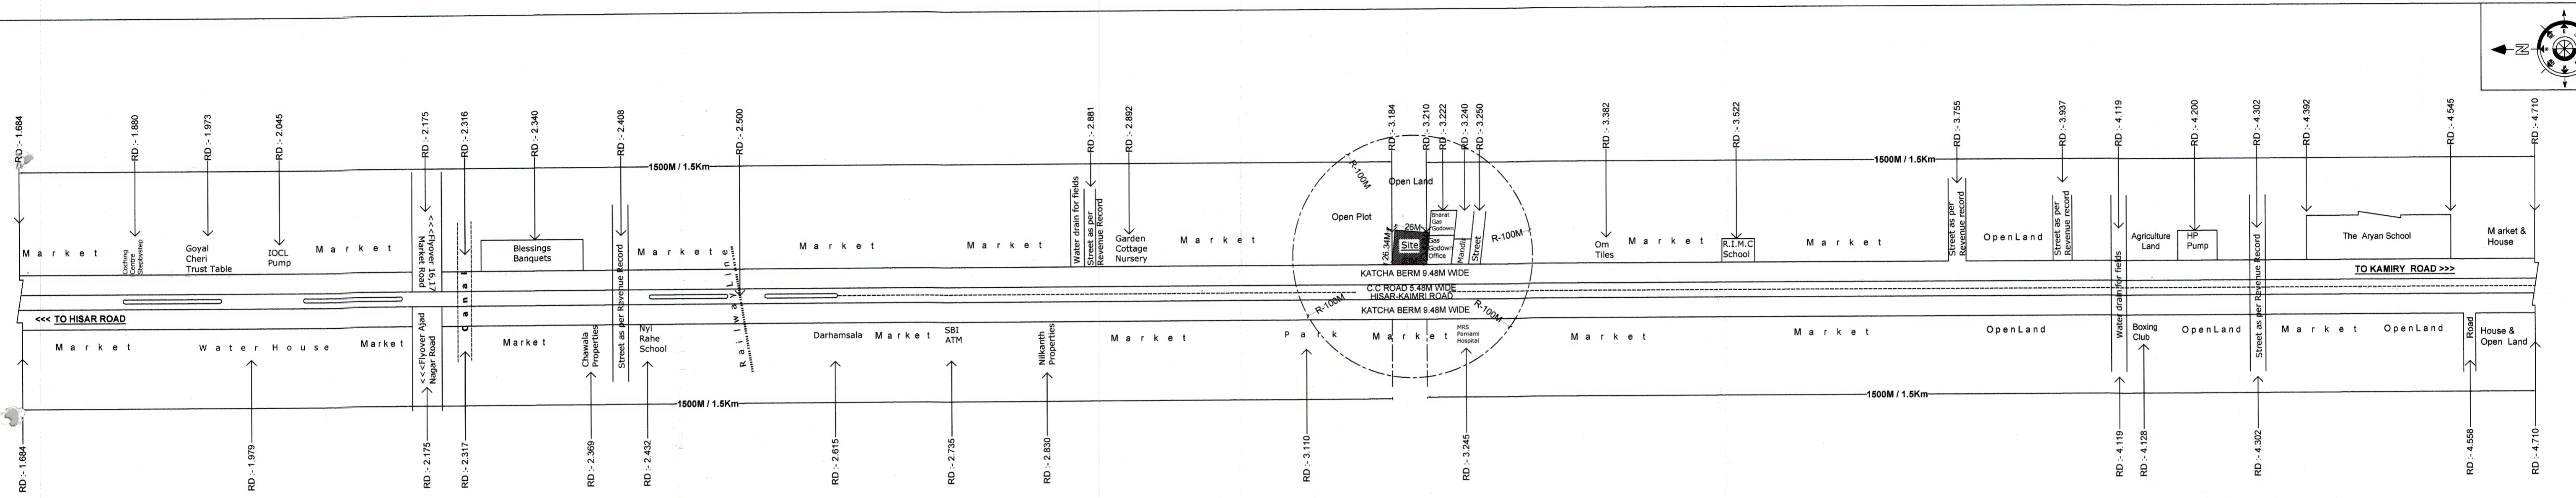 N
RD :- 1.684
RD :- 1.880
RD :- 1.973
RD :- 2.045
RD :- 2.175
RD :- 2.316
RD :- 2.340
RD :- 2.408
RD :- 2.500
RD :- 2.881
RD :- 2.892
RD :- 3.184
RD :- 3.210
RD :- 3.222
RD :- 3.240
RD :- 3.250
RD :- 3.382
RD :- 3.522
RD :- 3.755
RD :- 3.937
RD :- 4.119
RD :- 4.200
RD :- 4.302
RD :- 4.392
RD :- 4.545
RD :- 4.710
1500M / 1.5Km
1500M / 1.5Km
Market
Coching
Centre
Stepbystep
Goyal
Cheri
Trust Table
IOCL
Pump
Market
<<<Flyover 16,17
Market Road
Canal
Blessings
Banquets
Street as per Revenue Record
Markete
Railway Line
Market
Market
Water drain for fields
Street as per
Revenue Record
Garden
Cottage
Nursery
Market
R-100M
Open Land
Open Plot
26M
26.34M
Site
Bharat
Gas
Godown
Gas
Godown
Office
Mandir
Street
R-100M
Om
Tiles
Market
R.I.M.C
School
Market
Street as per
Revenue record
OpenLand
Street as per
Revenue record
Water drain for fields
Agriculture
Land
HP
Pump
Street as per Revenue Record
The Aryan School
Market &
House
KATCHA BERM 9.48M WIDE
TO KAMIRY ROAD >>>
C.C ROAD 5.48M WIDE
HISAR-KAIMRI ROAD
R-100M
R-100M
KATCHA BERM 9.48M WIDE
<<< TO HISAR ROAD
Market
Water House
Market
<<<Flyover Ajad
Nagar Road
Market
Chawala
Properties
Nyi
Rahe
School
Darhamsala
Market
SBI
ATM
Nilkanth
Properties
Market
Park
Market
MRS
Parnami
Hospital
Market
Market
OpenLand
Boxing
Club
OpenLand
Market
OpenLand
Road
House &
Open Land
1500M / 1.5Km
1500M / 1.5Km
RD :- 1.684
RD :- 1.979
RD :- 2.175
RD :- 2.317
RD :- 2.369
RD :- 2.432
RD :- 2.615
RD :- 2.735
RD :- 2.830
RD :- 3.110
RD :- 3.245
RD :- 4.119
RD :- 4.128
RD :- 4.302
RD :- 4.558
RD :- 4.710